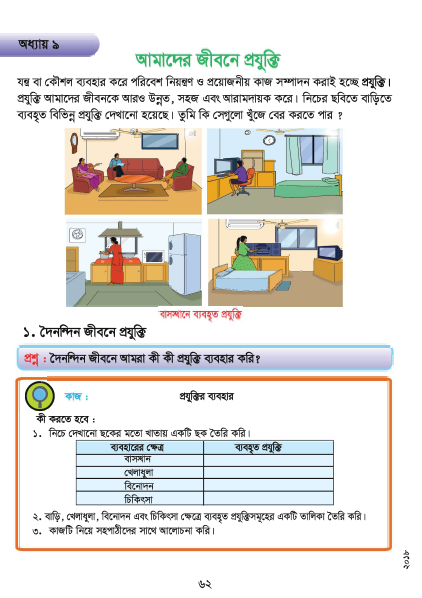 অধ্যায় ৯
আমাদের জীবনে প্রযুক্তি
যন্ত্র বা কৌশল ব্যবহার করে পরিবেশ নিয়ন্ত্রণ ও প্রয়োজনীয় কাজ সম্পাদন করাই হচ্ছে প্রযুক্তি।
প্রযুক্তি আমাদের জীবনকে আরও উন্নত, সহজ এবং আরামদায়ক করে। নিচের ছবিতে বাড়িতে
ব্যবহৃত বিভিন্ন প্রযুক্তি দেখানো হয়েছে। তুমি কি সেগুলো খুঁজে বের করতে পার ?
বাসস্থানে ব্যবহৃত প্রযুক্তি
১. দৈনন্দিন জীবনে প্রযুক্তি
প্রশ্ন : দৈনন্দিন জীবনে আমরা কী কী প্রযুক্তি ব্যবহার করি?
কাজ : প্রযুক্তির ব্যবহার
কী করতে হবে :
১. নিচে দেখানো ছকের মতো খাতায় একটি ছক তৈরি করি।
ব্যবহারের ক্ষেত্র ব্যবহৃত প্রযুক্তি
বাসস্থান
খেলাধুলা
বিনোদন
চিকিৎসা
২. বাড়ি, খেলাধুলা, বিনোদন এবং চিকিৎসা ক্ষেত্রে ব্যবহৃত প্রযুক্তিসমূহের একটি তালিকা তৈরি করি।
৩. কাজটি নিয়ে সহপাঠীদের সাথে আলোচনা করি।
২০১৮
৬২